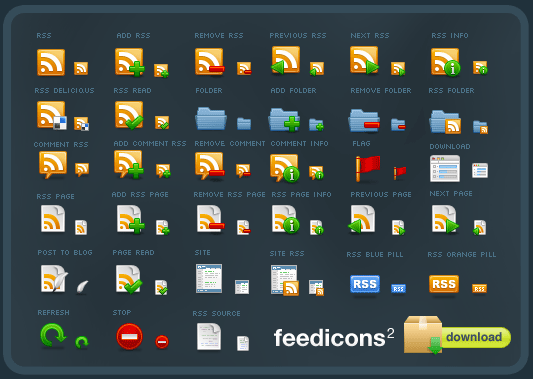 RSS ADD RSS REMOVE RSS PREVIOUS RSS NEXT RSS RSS INFO
RSS DELICIOUS RSS READ FOLDER ADD FOLDER REMOVE FOLDER RSS FOLDER
COMMENT RSS ADD COMMENT RSS REMOVE COMMENT COMMENT INFO FLAG DOWNLOAD
RSS PAGE ADD RSS PAGE REMOVE RSS PAGE RSS PAGE INFO PREVIOUS PAGE NEXT PAGE
POST TO BLOG PAGE READ SITE SITE RSS RSS BLUE PILL RSS ORANGE PILL
RSS RSS RSS RSS
REFRESH STOP RSS SOURCE
feedicons2 download